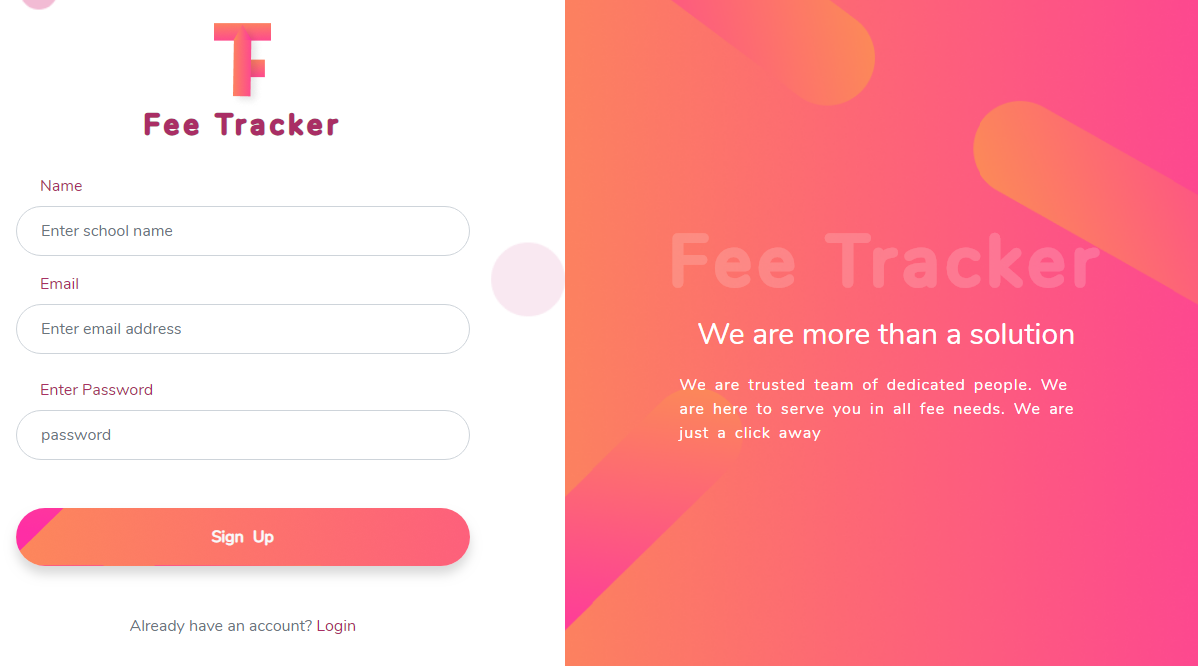 TF
Fee Tracker
Name
Enter school name
Email
Enter email address
Enter Password
password
Sign Up
Already have an account? Login
Fee Tracker
We are more than a solution
We are trusted team of dedicated people. We
are here to serve you in all fee needs. We are
just a click away